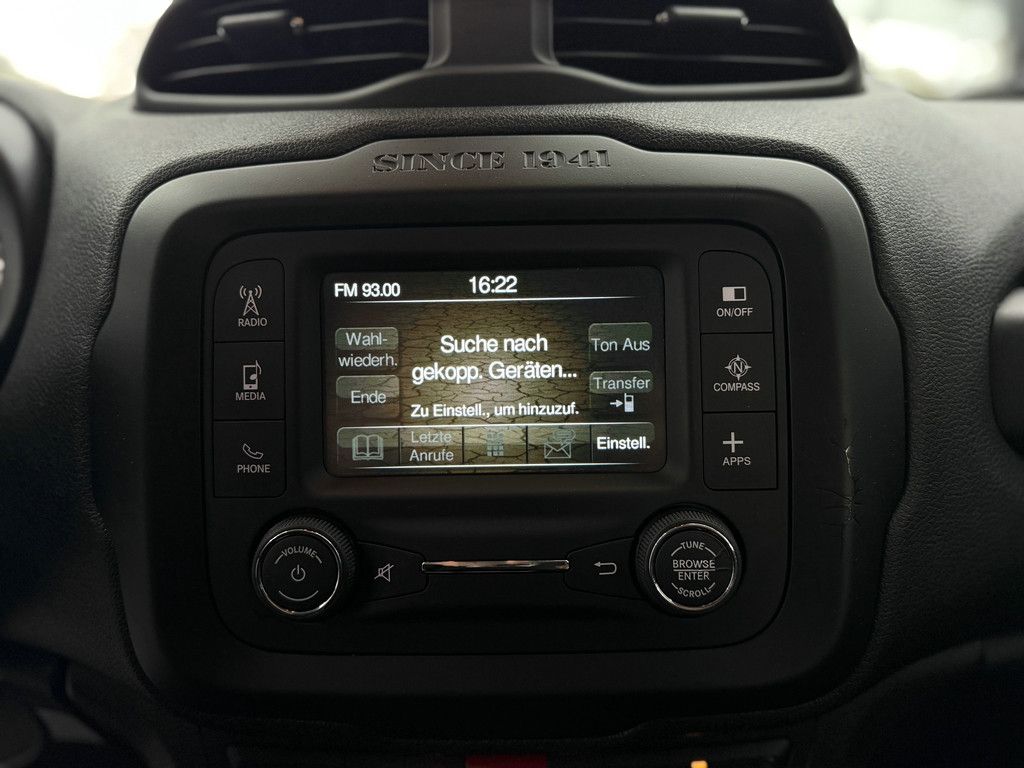 SINCE 1941
FM 93.00
16:22
RADIO
MEDIA
PHONE
Wahl-
wiederh.
Ende
Suche nach
gekopp. Geräten...
Zu Einstell., um hinzuzuf.
Ton Aus
Transfer
Letzte
Anrufe
Einstell.
ON/OFF
N
COMPASS
APPS
VOLUME
TUNE
BROWSE
ENTER
SCROLL